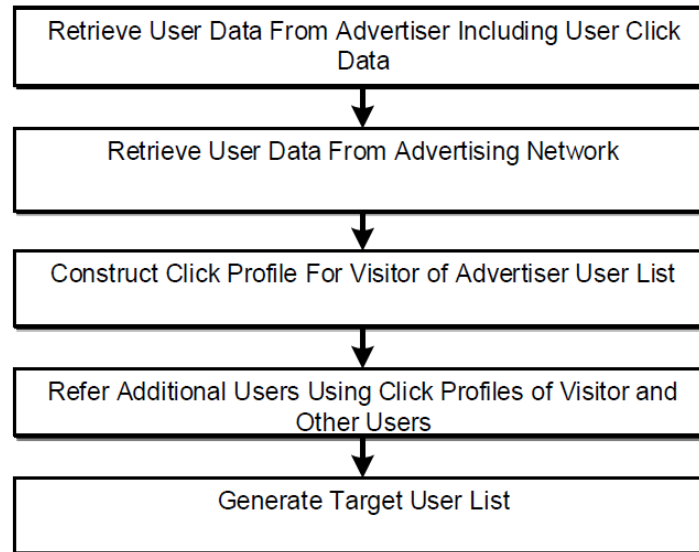 Retrieve User Data From Advertiser Including User Click
Data
Retrieve User Data From Advertising Network
Construct Click Profile For Visitor of Advertiser User List
Refer Additional Users Using Click Profiles of Visitor and
Other Users
Generate Target User List